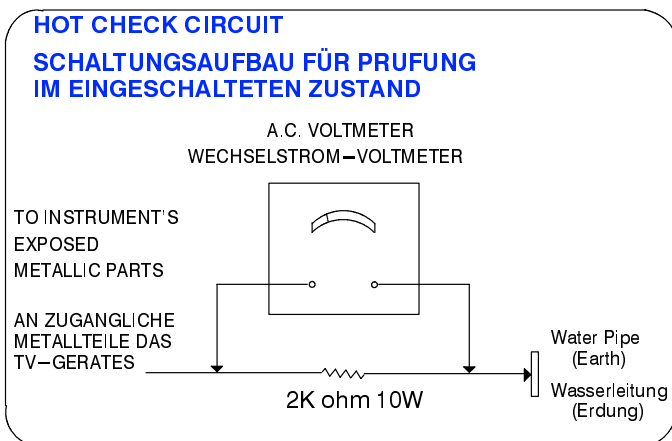 HOT CHECK CIRCUIT
SCHALTUNGSAUFBAU FÜR PRUFUNG
IM EINGESCHALTETEN ZUSTAND
A.C. VOLTMETER
WECHSELSTROM–VOLTMETER
TO INSTRUMENT'S
EXPOSED
METALLIC PARTS
AN ZUGANGLICHE
METALLTEILE DAS
TV–GERATES
2K ohm 10W
Water Pipe
(Earth)
Wasserleitung
(Erdung)